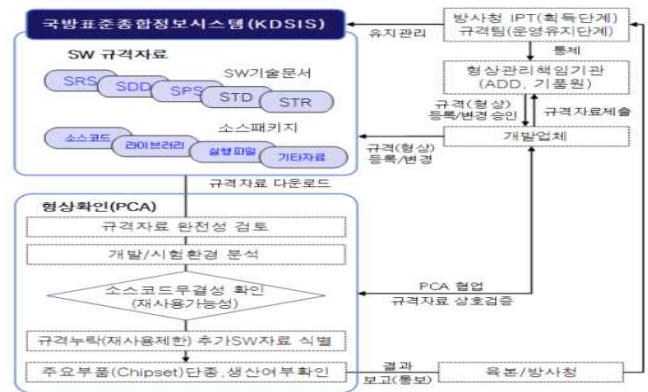 국방표준종합정보시스템(KDSIS)
SW 규격자료
SRS
SDD
SPS
STD
STR
SW기술문서
소스패키지
소스코드
라이브러리
실행파일
기타자료
유지관리
방사청 IPT(획득단계)
규격팀(운영유지단계)
통제
형상관리책임기관
(ADD, 기품원)
규격(형상)
등록/변경 승인
규격자료제출
개발업체
규격(형상)
등록/변경
규격자료 다운로드
형상확인(PCA)
규격자료 완전성 검토
개발/시험환경 분석
소스코드무결성 확인
(재사용가능성)
PCA 협업
규격자료 상호검증
규격누락(재사용제한) 추가SW자료 식별
주요부품(Chipset)단종,생산여부확인
결과
보고(통보)
육본/방사청